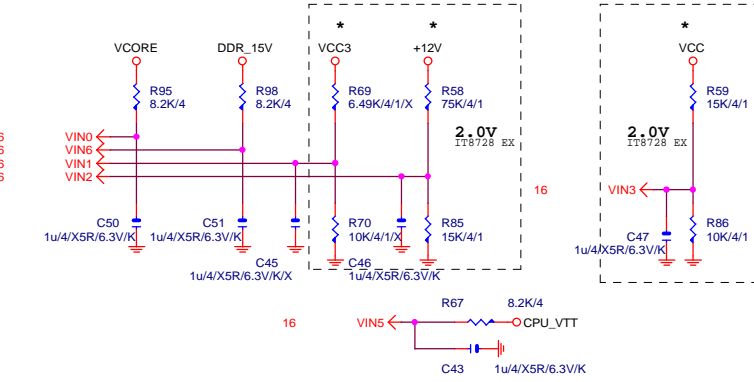 * * *
VCORE DDR_15V VCC3 +12V VCC
R95 8.2K/4
R98 8.2K/4
R69 6.49K/4/1/X
R58 75K/4/1
R59 15K/4/1
2.0V
IT8728 EX
2.0V
IT8728 EX
6 VIN0
6 VIN6
6 VIN1
6 VIN2
16 VIN3
C50
1u/4/X5R/6.3V/K
C51
1u/4/X5R/6.3V/K
C45
1u/4/X5R/6.3V/K/X
R70
10K/4/1/X
C46
1u/4/X5R/6.3V/K
R85
15K/4/1
C47
1u/4/X5R/6.3V/K
R86
10K/4/1
R67 8.2K/4
16 VIN5 CPU_VTT
C43 1u/4/X5R/6.3V/K